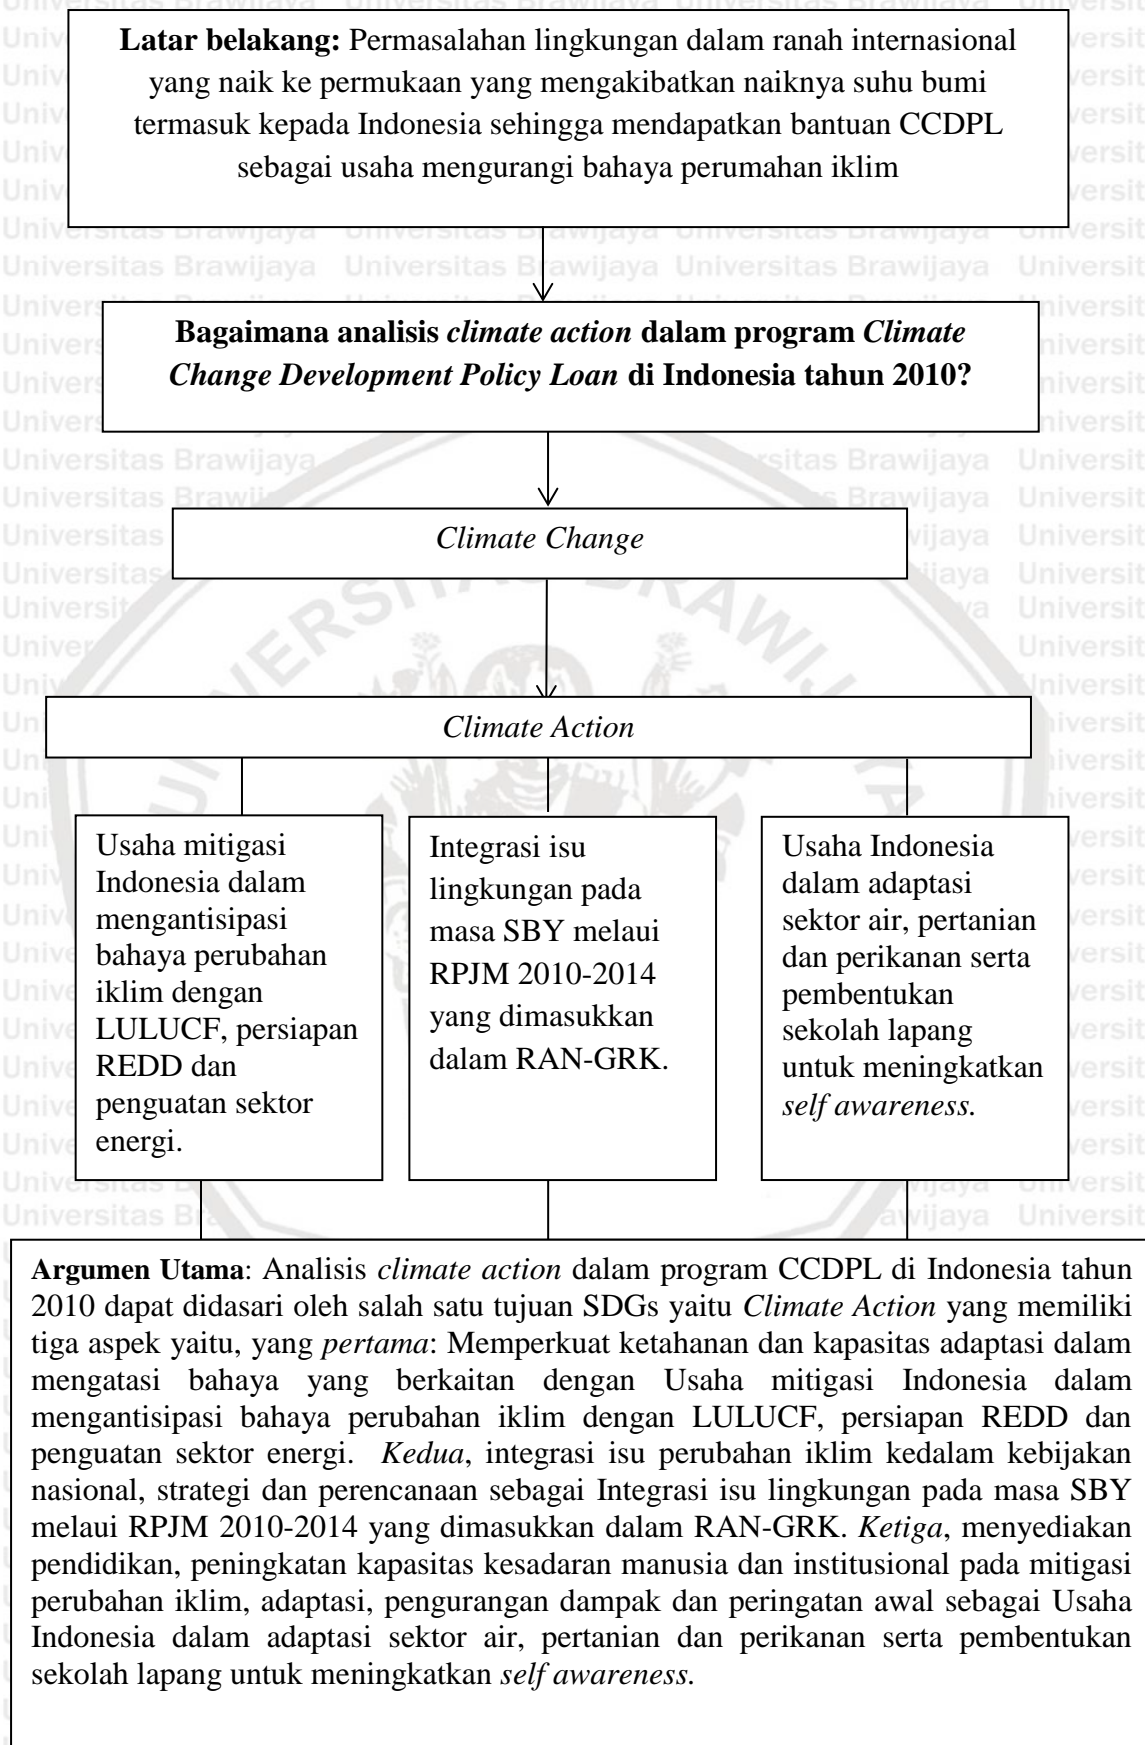 Latar belakang: Permasalahan lingkungan dalam ranah internasional
yang naik ke permukaan yang mengakibatkan naiknya suhu bumi
termasuk kepada Indonesia sehingga mendapatkan bantuan CCDPL
sebagai usaha mengurangi bahaya perumahan iklim
Bagaimana analisis climate action dalam program Climate
Change Development Policy Loan di Indonesia tahun 2010?
Climate Change
Climate Action
Usaha mitigasi
Indonesia dalam
mengantisipasi
bahaya perubahan
iklim dengan
LULUCF, persiapan
REDD dan
penguatan sektor
energi.
Integrasi isu
lingkungan pada
masa SBY melaui
RPJM 2010-2014
yang dimasukkan
dalam RAN-GRK.
Usaha Indonesia
dalam adaptasi
sektor air, pertanian
dan perikanan serta
pembentukan
sekolah lapang
untuk meningkatkan
self awareness.
Argumen Utama: Analisis climate action dalam program CCDPL di Indonesia tahun
2010 dapat didasari oleh salah satu tujuan SDGs yaitu Climate Action yang memiliki
tiga aspek yaitu, yang pertama: Memperkuat ketahanan dan kapasitas adaptasi dalam
mengatasi bahaya yang berkaitan dengan Usaha mitigasi Indonesia dalam
mengantisipasi bahaya perubahan iklim dengan LULUCF, persiapan REDD dan
penguatan sektor energi. Kedua, integrasi isu perubahan iklim kedalam kebijakan
nasional, strategi dan perencanaan sebagai Integrasi isu lingkungan pada masa SBY
melaui RPJM 2010-2014 yang dimasukkan dalam RAN-GRK. Ketiga, menyediakan
pendidikan, peningkatan kapasitas kesadaran manusia dan institusional pada mitigasi
perubahan iklim, adaptasi, pengurangan dampak dan peringatan awal sebagai Usaha
Indonesia dalam adaptasi sektor air, pertanian dan perikanan serta pembentukan
sekolah lapang untuk meningkatkan self awareness.